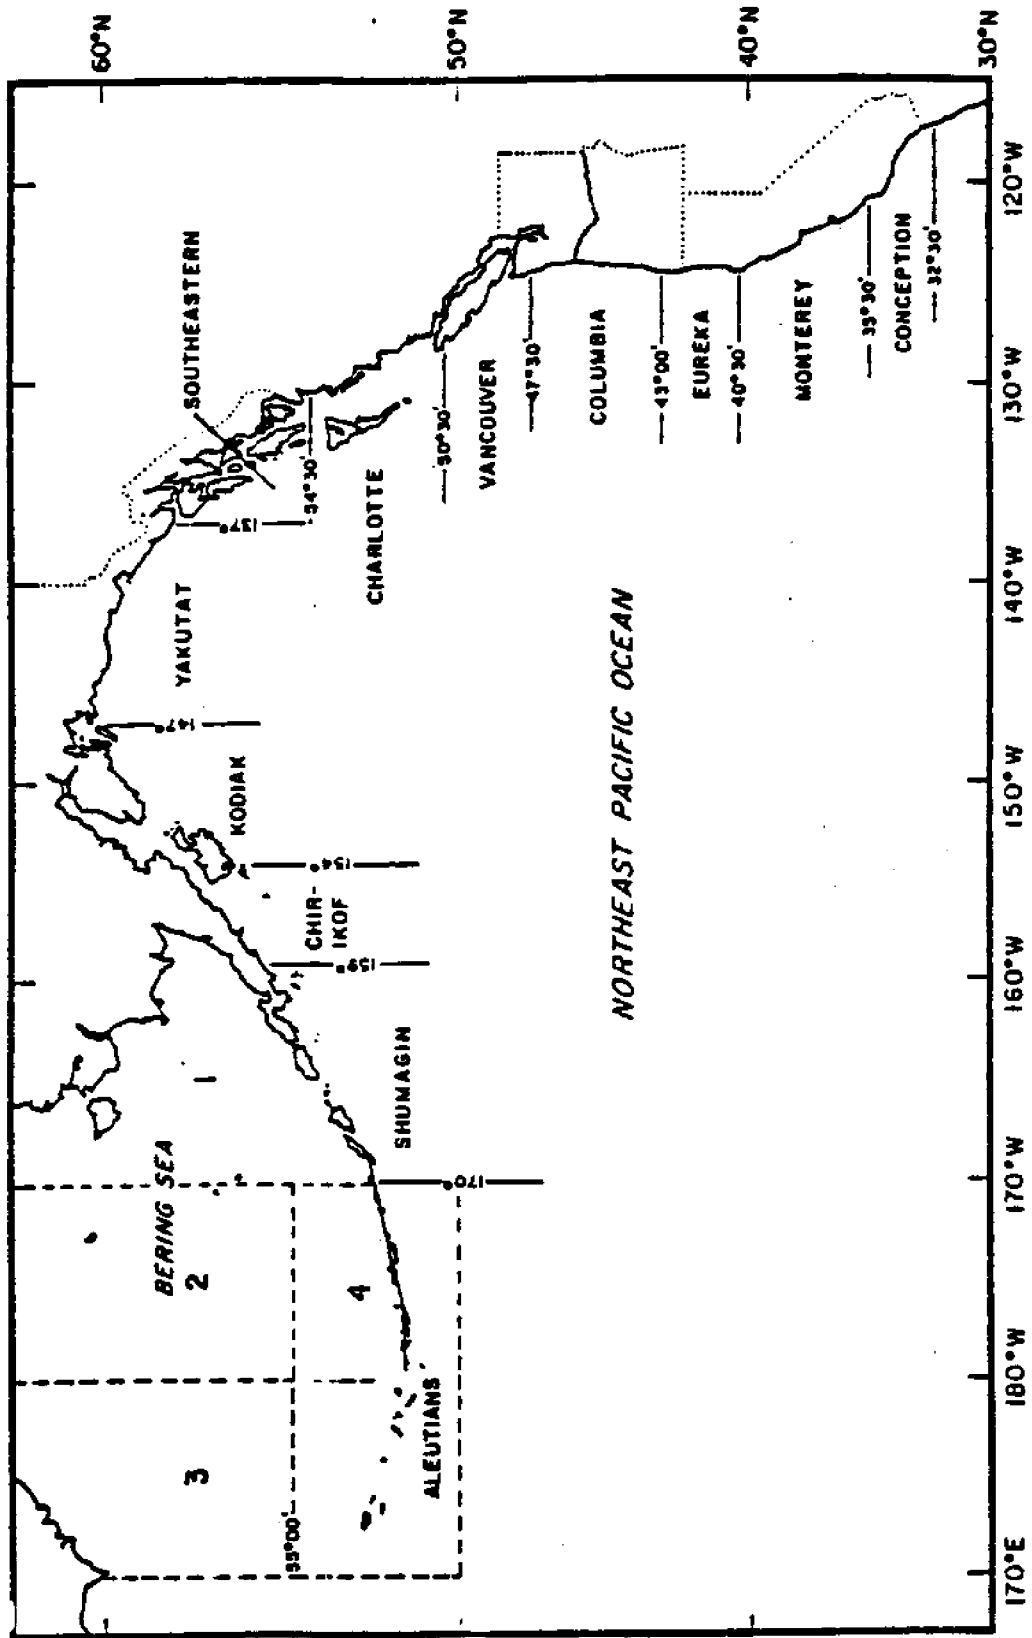 60°N
50°N
40°N
30°N
SOUTHEASTERN
YAKUTAT
137°
54°30'
CHARLOTTE
50°30'
VANCOUVER
47°30'
COLUMBIA
43°00'
EUREKA
40°30'
MONTEREY
35°30'
CONCEPTION
32°30'
147°
KODIAK
154°
CHIR-
IKOF
159°
SHUMAGIN
170°
1
BERING SEA
2
3
4
55°00'
ALEUTIANS
NORTHEAST PACIFIC OCEAN
170°E
180°W
170°W
160°W
150°W
140°W
130°W
120°W